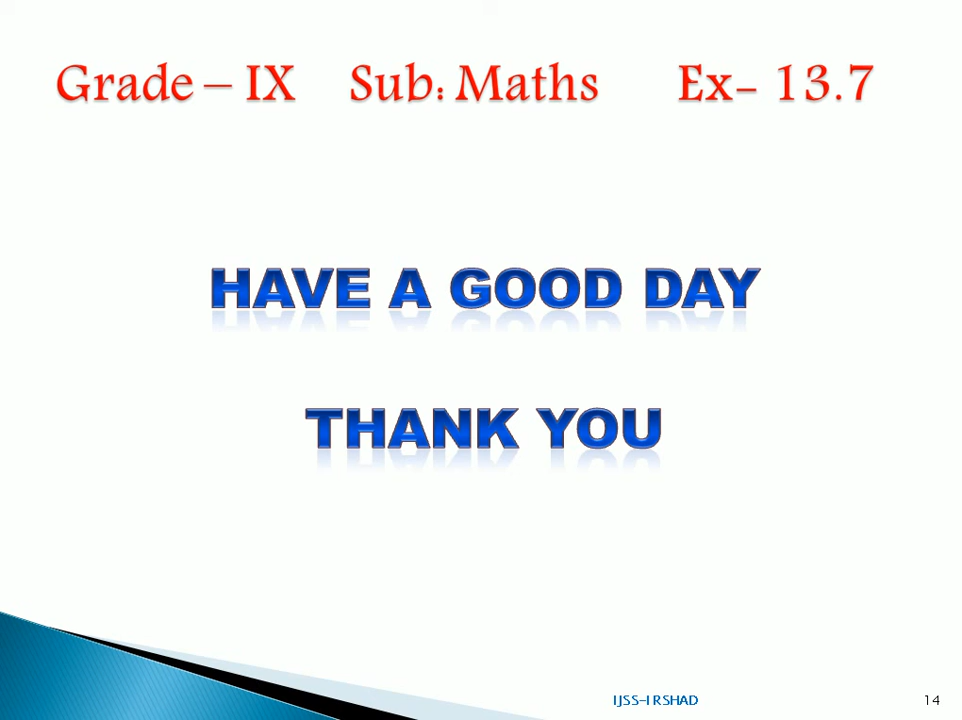 Grade – IX Sub: Maths Ex- 13.7
HAVE A GOOD DAY
THANK YOU
IJSS-IRSHAD 14